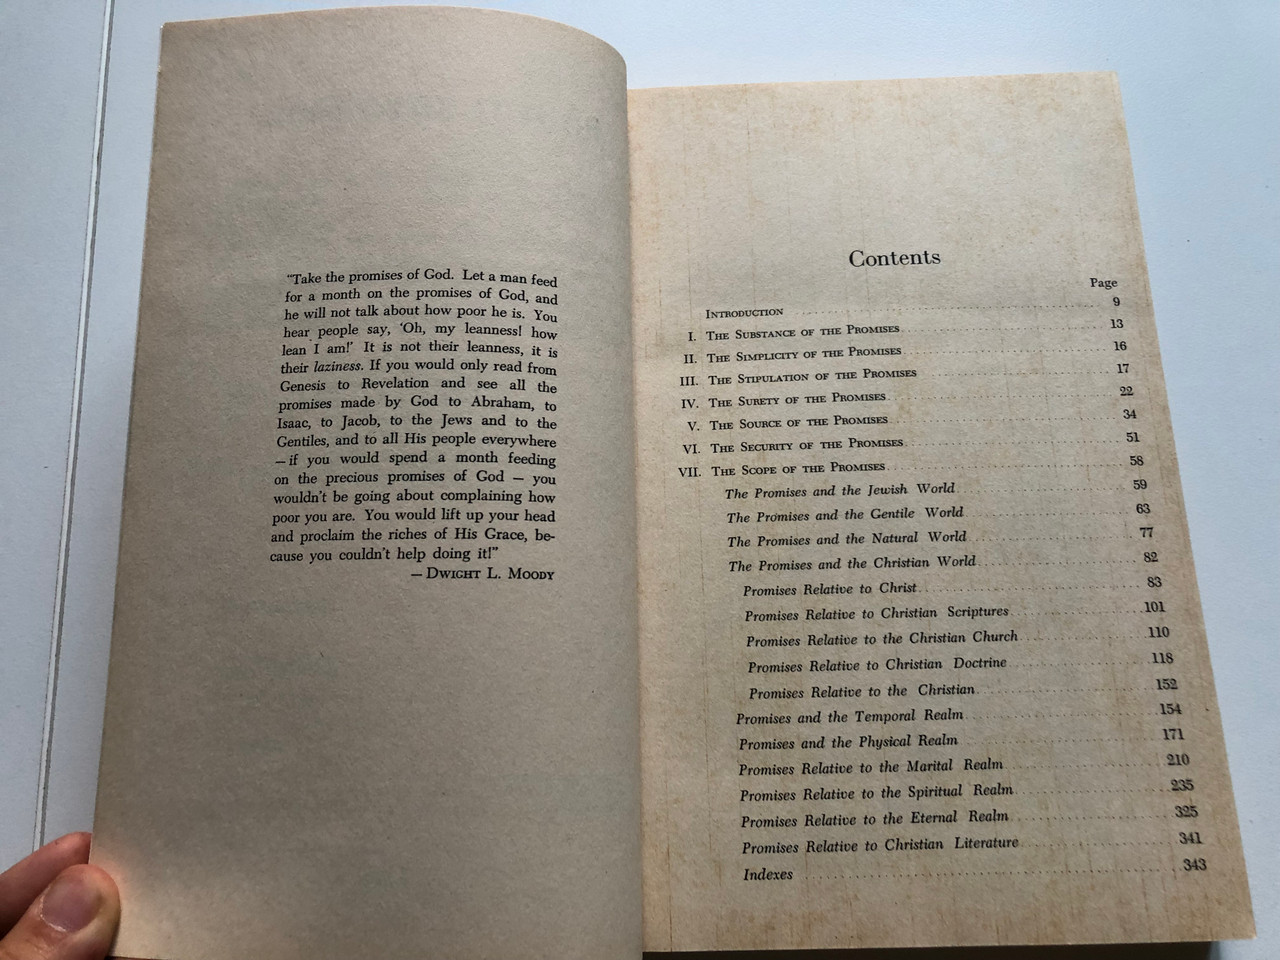 “Take the promises of God. Let a man feed
for a month on the promises of God, and
he will not talk about how poor he is. You
hear people say, ‘Oh, my leanness! how
lean I am!’ It is not their leanness, it is
their laziness. If you would only read from
Genesis to Revelation and see all the
promises made by God to Abraham, to
Isaac, to Jacob, to the Jews and to the
Gentiles, and to all His people everywhere
— if you would spend a month feeding
on the precious promises of God — you
wouldn’t be going about complaining how
poor you are. You would lift up your head
and proclaim the riches of His Grace, be-
cause you couldn’t help doing it!”
— Dwight L. Moody
Contents
Page
Introduction 9
I. The Substance of the Promises 13
II. The Simplicity of the Promises 16
III. The Stipulation of the Promises 17
IV. The Surety of the Promises 22
V. The Source of the Promises 34
VI. The Security of the Promises 51
VII. The Scope of the Promises 58
The Promises and the Jewish World 59
The Promises and the Gentile World 63
The Promises and the Natural World 77
The Promises and the Christian World 82
Promises Relative to Christ 83
Promises Relative to Christian Scriptures 101
Promises Relative to the Christian Church 110
Promises Relative to Christian Doctrine 118
Promises Relative to the Christian 152
Promises and the Temporal Realm 154
Promises and the Physical Realm 171
Promises Relative to the Marital Realm 210
Promises Relative to the Spiritual Realm 235
Promises Relative to the Eternal Realm 325
Promises Relative to Christian Literature 341
Indexes 343